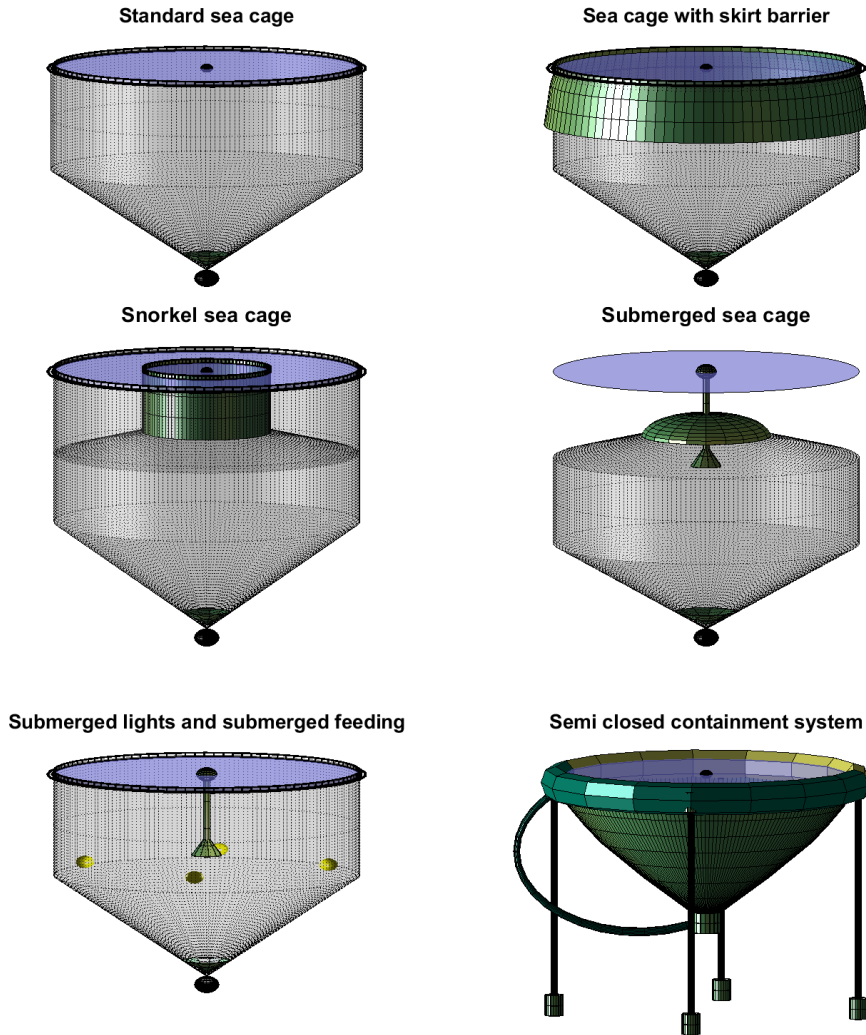 Standard sea cage
Sea cage with skirt barrier
Snorkel sea cage
Submerged sea cage
Submerged lights and submerged feeding
Semi closed containment system